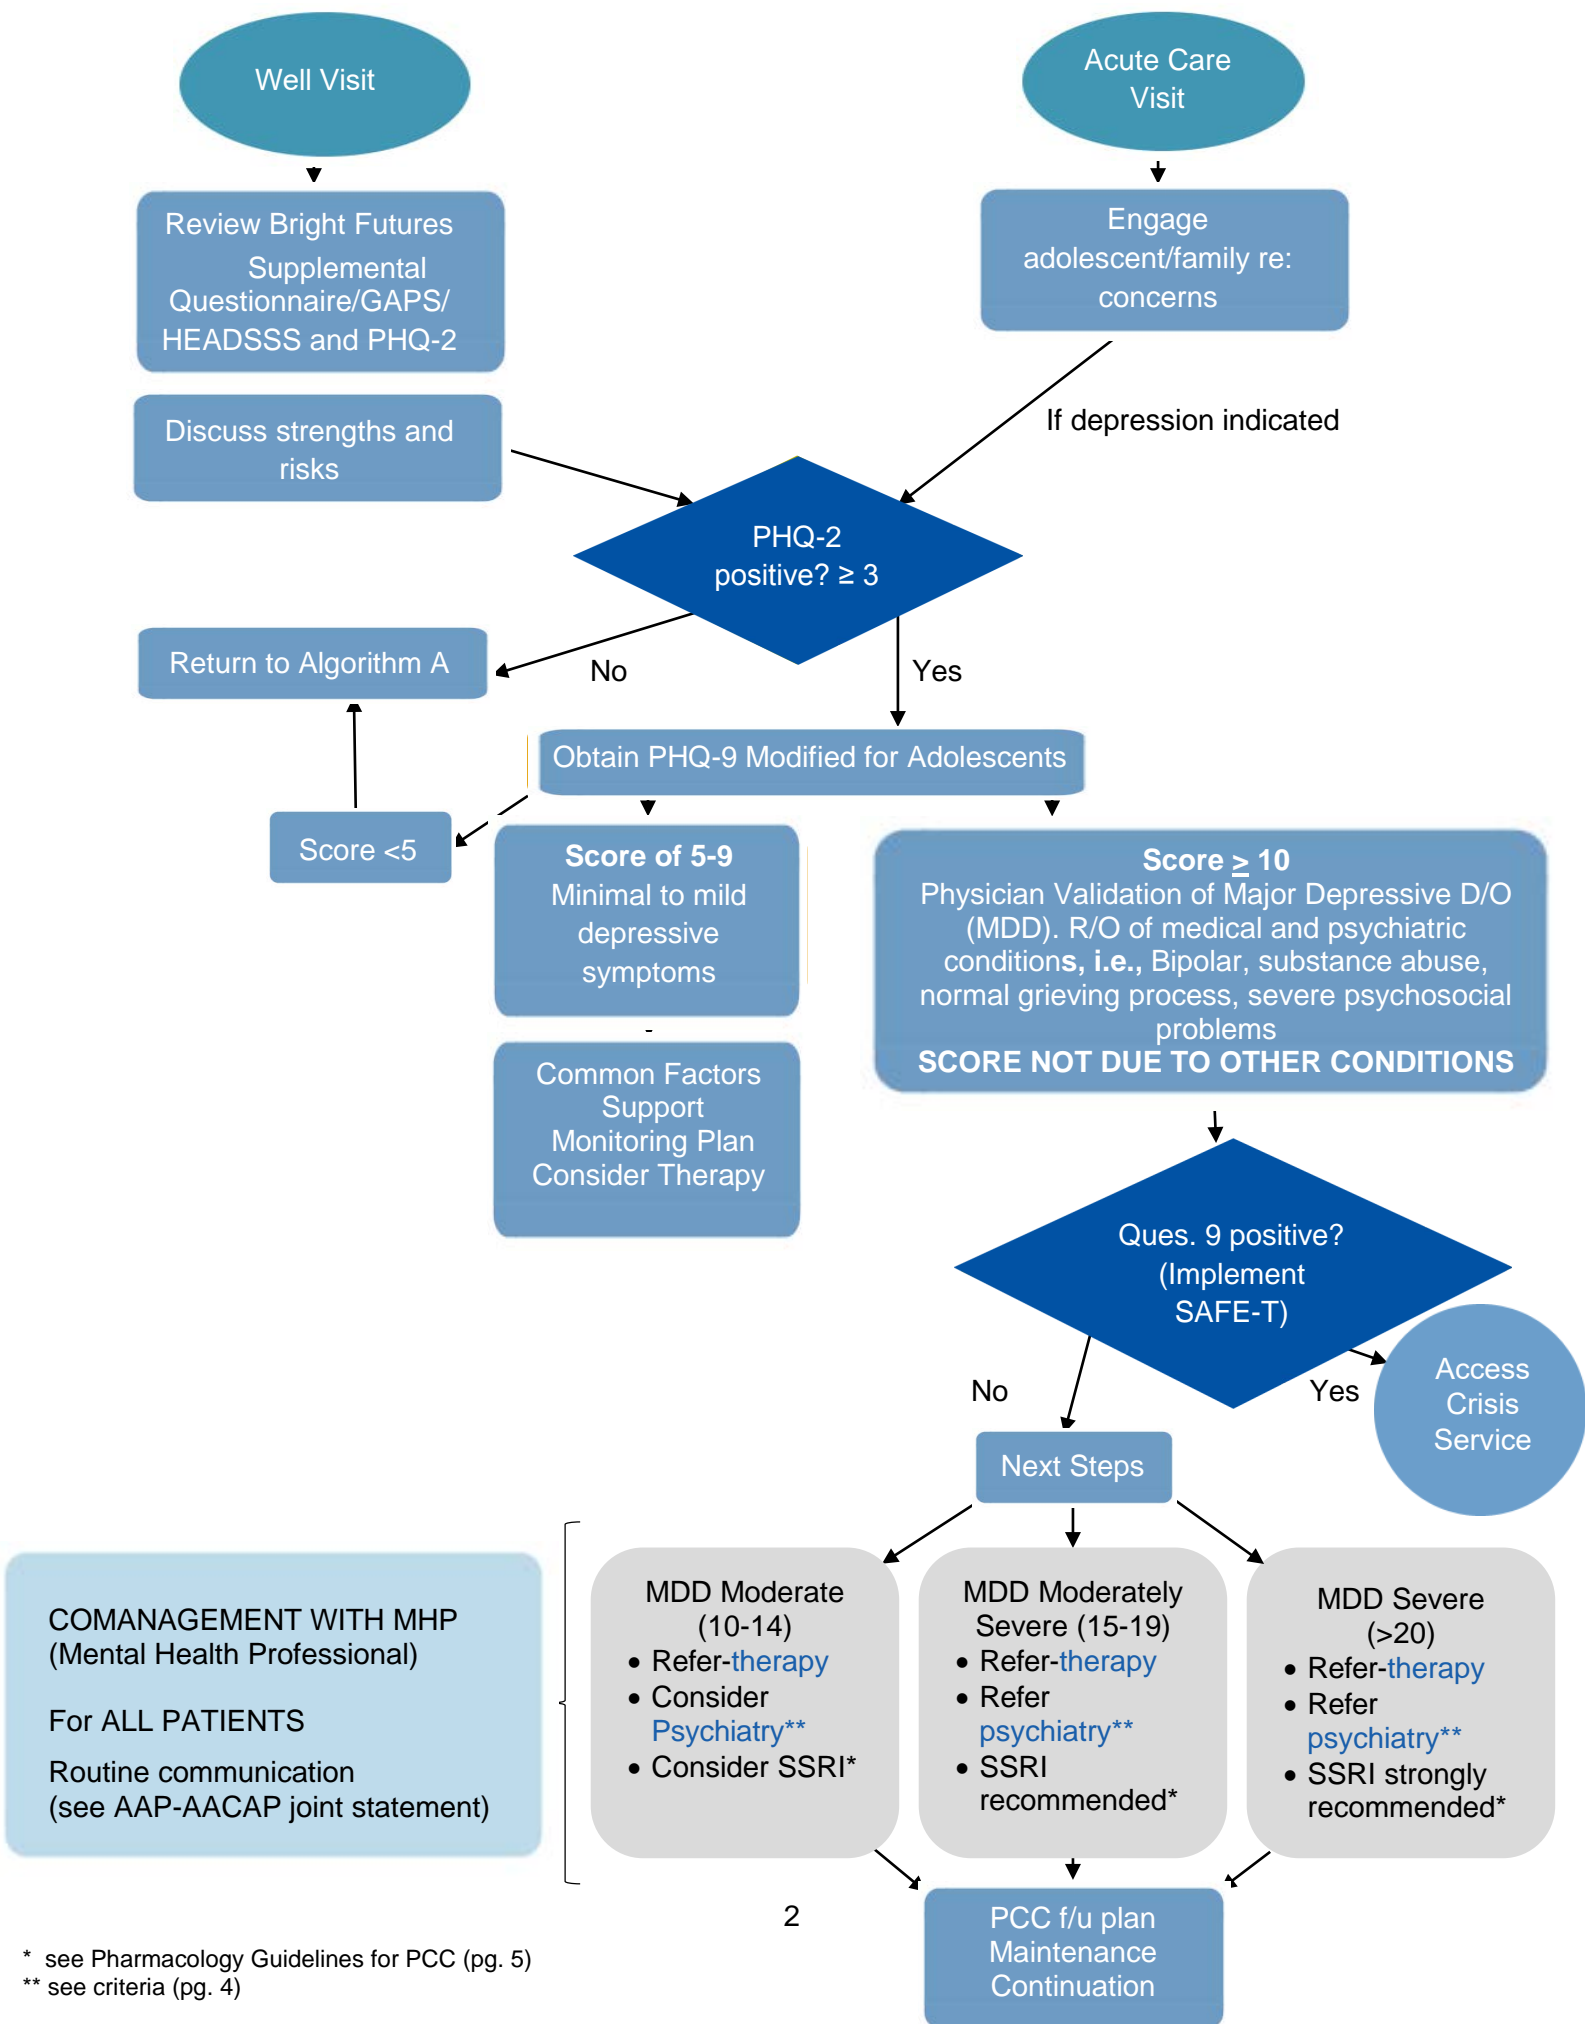 Well Visit
Acute Care
Visit
Review Bright Futures
Supplemental
Questionnaire/GAPS/
HEADSSS and PHQ-2
Engage
adolescent/family re:
concerns
Discuss strengths and
risks
If depression indicated
PHQ-2
positive? ≥ 3
Return to Algorithm A
No
Yes
Obtain PHQ-9 Modified for Adolescents
Score <5
Score of 5-9
Minimal to mild
depressive
symptoms
Score ≥ 10
Physician Validation of Major Depressive D/O
(MDD). R/O of medical and psychiatric
conditions, i.e., Bipolar, substance abuse,
normal grieving process, severe psychosocial
problems
SCORE NOT DUE TO OTHER CONDITIONS
Common Factors
Support
Monitoring Plan
Consider Therapy
Ques. 9 positive?
(Implement
SAFE-T)
No
Yes
Access
Crisis
Service
Next Steps
COMANAGEMENT WITH MHP
(Mental Health Professional)
For ALL PATIENTS
Routine communication
(see AAP-AACAP joint statement)
MDD Moderate
(10-14)
• Refer-therapy
• Consider
Psychiatry**
• Consider SSRI*
MDD Moderately
Severe (15-19)
• Refer-therapy
• Refer
psychiatry**
• SSRI
recommended*
MDD Severe
(>20)
• Refer-therapy
• Refer
psychiatry**
• SSRI strongly
recommended*
2
PCC f/u plan
Maintenance
Continuation
* see Pharmacology Guidelines for PCC (pg. 5)
** see criteria (pg. 4)